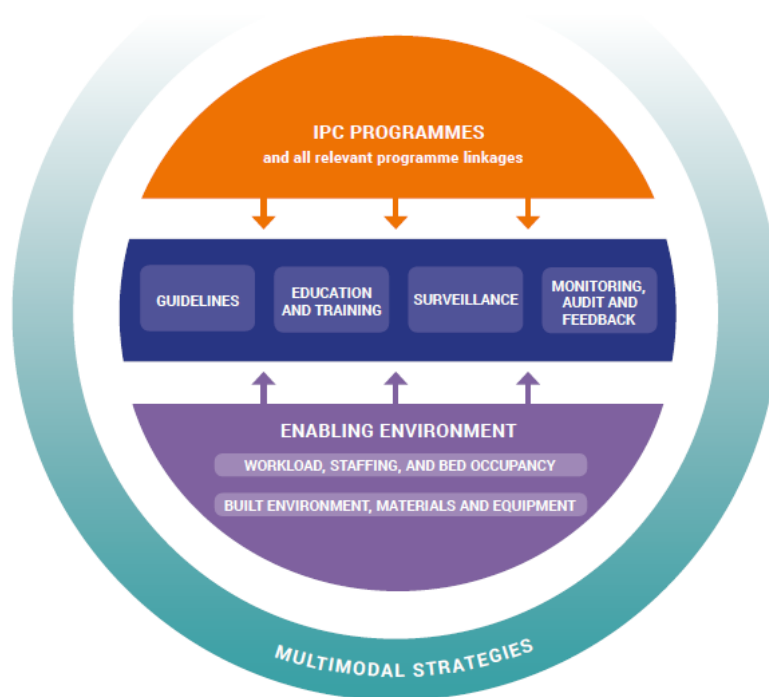 IPC PROGRAMMES
and all relevant programme linkages
GUIDELINES
EDUCATION
AND TRAINING
SURVEILLANCE
MONITORING,
AUDIT AND
FEEDBACK
ENABLING ENVIRONMENT
WORKLOAD, STAFFING, AND BED OCCUPANCY
BUILT ENVIRONMENT, MATERIALS AND EQUIPMENT
MULTIMODAL STRATEGIES